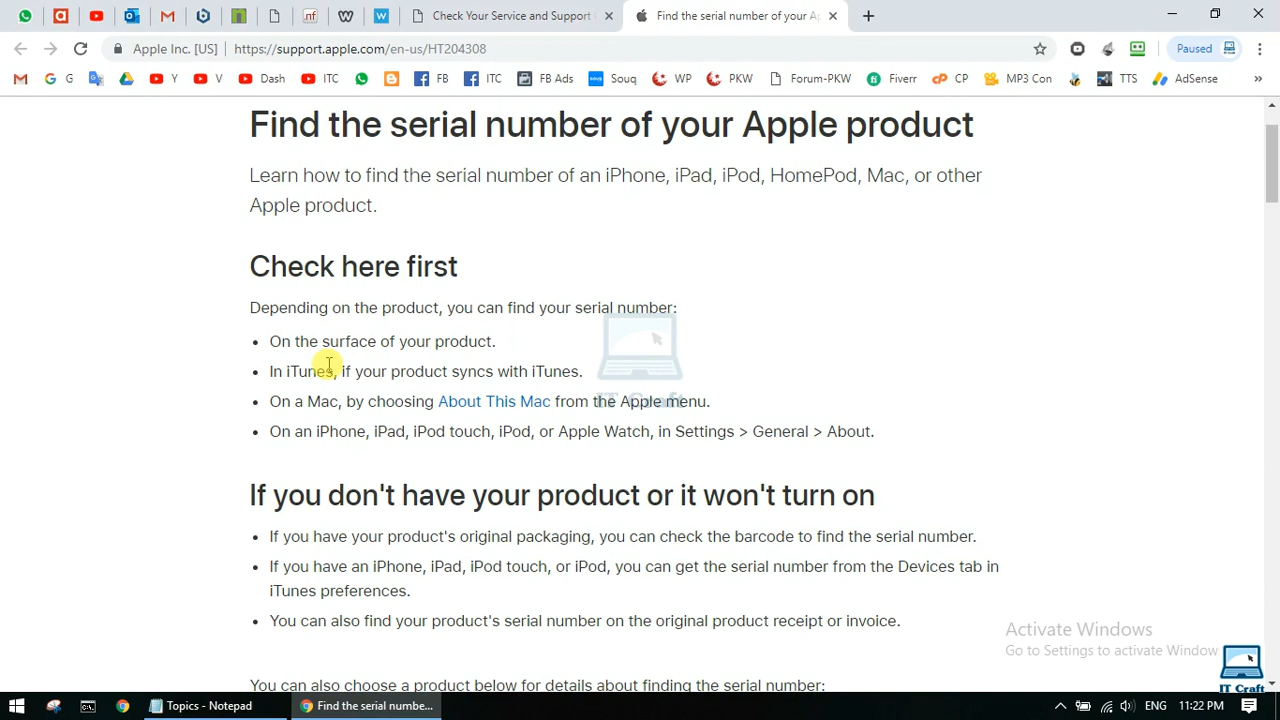 Check Your Service and Support
Find the serial number of your Ap
Apple Inc. [US]
https://support.apple.com/en-us/HT204308
Paused
G
Y
V
Dash
ITC
FB
ITC
FB Ads
Souq
WP
PKW
Forum-PKW
Fiverr
CP
MP3 Con
TTS
AdSense
Find the serial number of your Apple product
Learn how to find the serial number of an iPhone, iPad, iPod, HomePod, Mac, or other
Apple product.
Check here first
Depending on the product, you can find your serial number:
• On the surface of your product.
• In iTunes, if your product syncs with iTunes.
• On a Mac, by choosing About This Mac from the Apple menu.
• On an iPhone, iPad, iPod touch, iPod, or Apple Watch, in Settings > General > About.
IT Craft
If you don't have your product or it won't turn on
• If you have your product's original packaging, you can check the barcode to find the serial number.
• If you have an iPhone, iPad, iPod touch, or iPod, you can get the serial number from the Devices tab in
iTunes preferences.
• You can also find your product's serial number on the original product receipt or invoice.
You can also choose a product below for details about finding the serial number:
Activate Windows
Go to Settings to activate Window
IT Craft
Topics - Notepad
Find the serial numbe...
ENG
11:22 PM